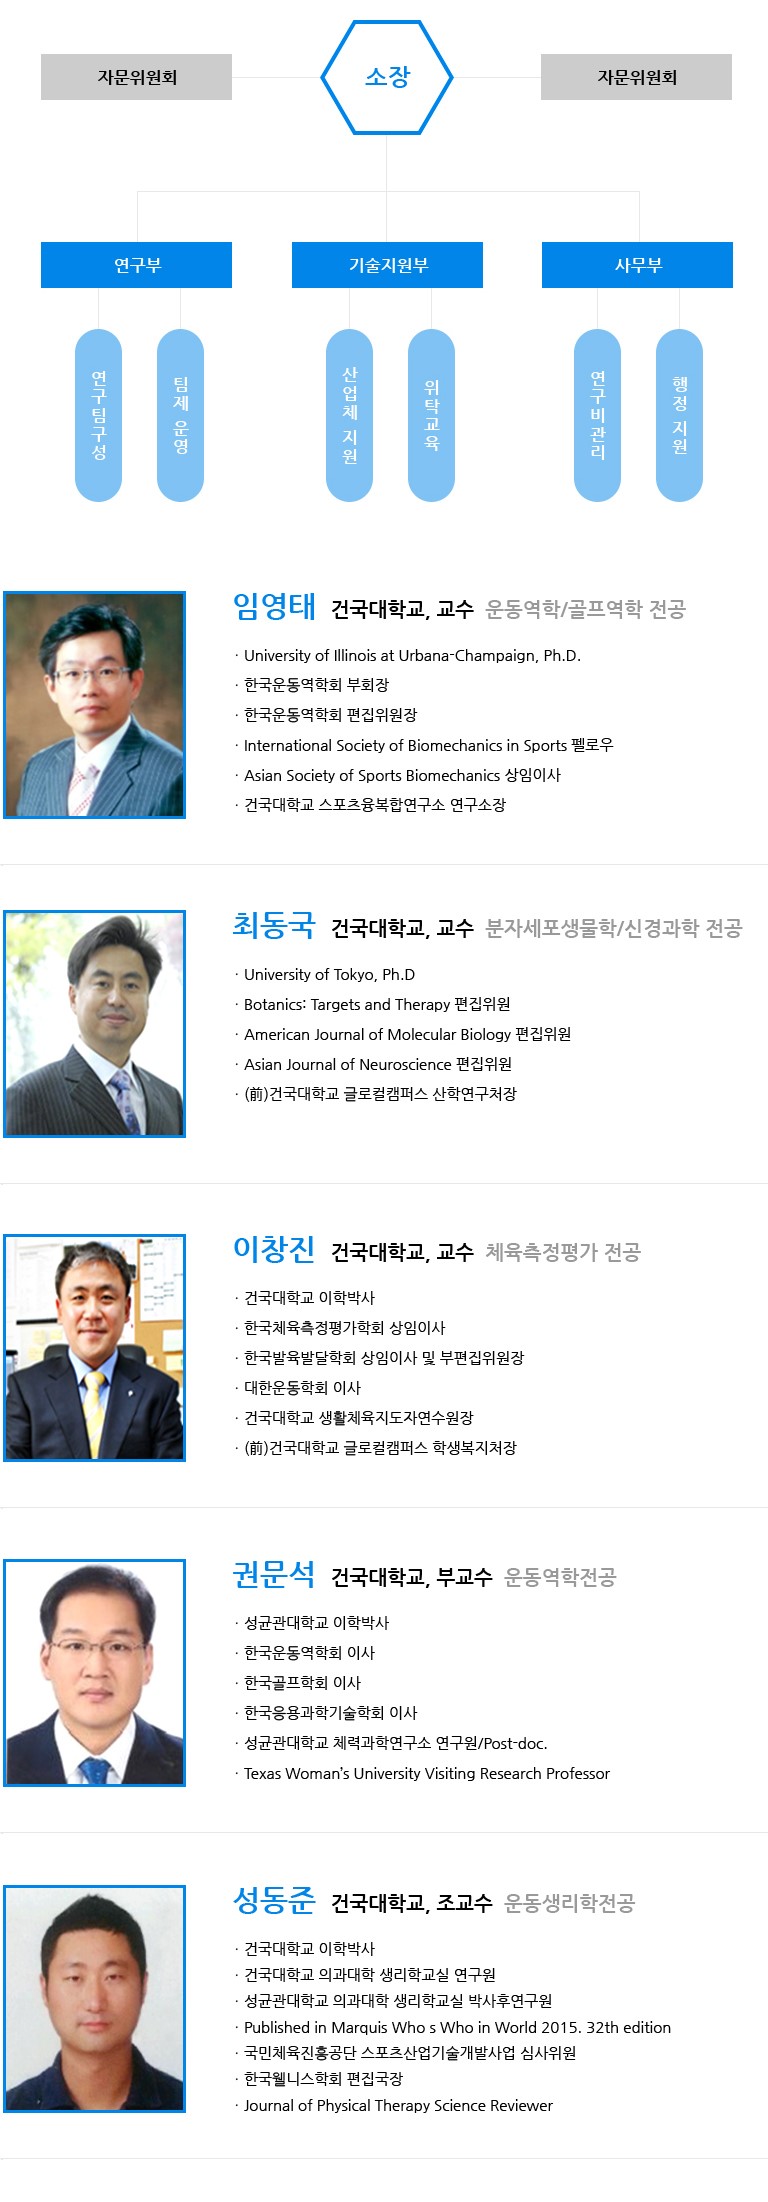 자문위원회
소장
자문위원회
연구부
기술지원부
사무부
연구팀구성
팀제 운영
산업체 지원
위탁교육
연구비관리
행정 지원
임영태 건국대학교, 교수 운동역학/골프역학 전공
· University of Illinois at Urbana-Champaign, Ph.D.
· 한국운동역학회 부회장
· 한국운동역학회 편집위원장
· International Society of Biomechanics in Sports 펠로우
· Asian Society of Sports Biomechanics 상임이사
· 건국대학교 스포츠융복합연구소 연구소장
최동국 건국대학교, 교수 분자세포생물학/신경과학 전공
· University of Tokyo, Ph.D
· Botanics: Targets and Therapy 편집위원
· American Journal of Molecular Biology 편집위원
· Asian Journal of Neuroscience 편집위원
· (前)건국대학교 글로컬캠퍼스 산학연구처장
이창진 건국대학교, 교수 체육측정평가 전공
· 건국대학교 이학박사
· 한국체육측정평가학회 상임이사
· 한국발육발달학회 상임이사 및 부편집위원장
· 대한운동학회 이사
· 건국대학교 생활체육지도자연수원장
· (前)건국대학교 글로컬캠퍼스 학생복지처장
권문석 건국대학교, 부교수 운동역학전공
· 성균관대학교 이학박사
· 한국운동역학회 이사
· 한국골프학회 이사
· 한국응용과학기술학회 이사
· 성균관대학교 체력과학연구소 연구원/Post-doc.
· Texas Woman’s University Visiting Research Professor
성동준 건국대학교, 조교수 운동생리학전공
· 건국대학교 이학박사
· 건국대학교 의과대학 생리학교실 연구원
· 성균관대학교 의과대학 생리학교실 박사후연구원
· Published in Marquis Who s Who in World 2015. 32th edition
· 국민체육진흥공단 스포츠산업기술개발사업 심사위원
· 한국웰니스학회 편집국장
· Journal of Physical Therapy Science Reviewer